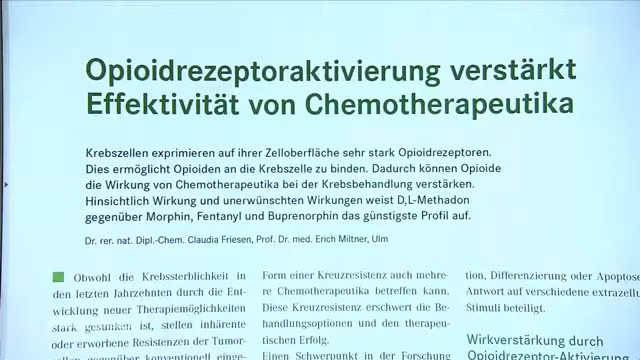 Opioidrezeptoraktivierung verstärkt
Effektivität von Chemotherapeutika
Krebszellen exprimieren auf ihrer Zelloberfläche sehr stark Opioidrezeptoren.
Dies ermöglicht Opioiden an die Krebszelle zu binden. Dadurch können Opioide
die Wirkung von Chemotherapeutika bei der Krebsbehandlung verstärken.
Hinsichtlich Wirkung und unerwünschten Wirkungen weist D,L-Methadon
gegenüber Morphin, Fentanyl und Buprenorphin das günstigste Profil auf.
Dr. rer. nat. Dipl.-Chem. Claudia Friesen, Prof. Dr. med. Erich Miltner, Ulm
Obwohl die Krebssterblichkeit in
den letzten Jahrzehnten durch die Ent-
wicklung neuer Therapiemöglichkeiten
stark gesunken ist, stellen inhärente
oder erworbene Resistenzen der Tumor-
zellen gegenüber konventionell einge-
Form einer Kreuzresistenz auch mehre-
re Chemotherapeutika betreffen kann.
Diese Kreuzresistenz erschwert die Be-
handlungsoptionen und den therapeu-
tischen Erfolg.
Einen Schwerpunkt in der Forschung
tion, Differenzierung oder Apoptose
Antwort auf verschiedene extrazellu
Stimuli beteiligt.
Wirkverstärkung durch
Opioidrezeptor-Aktivierung